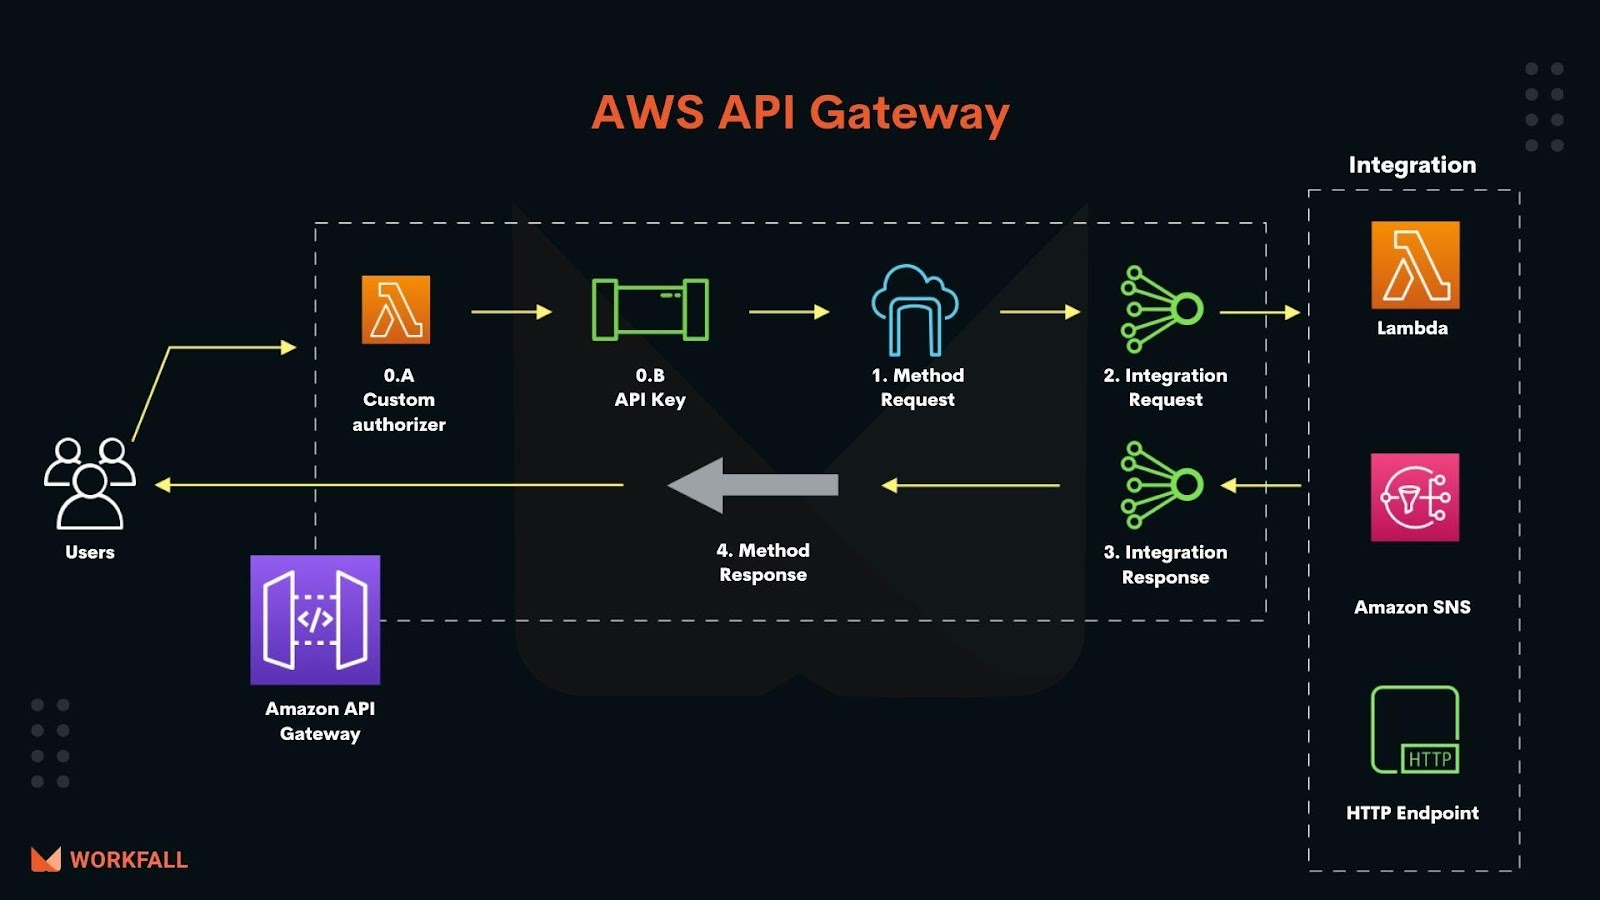 AWS API Gateway
Integration
0.A
Custom
authorizer
0.B
API Key
1. Method
Request
2. Integration
Request
Lambda
Users
4. Method
Response
3. Integration
Response
Amazon SNS
</>
Amazon API
Gateway
HTTP
HTTP Endpoint
WORKFALL